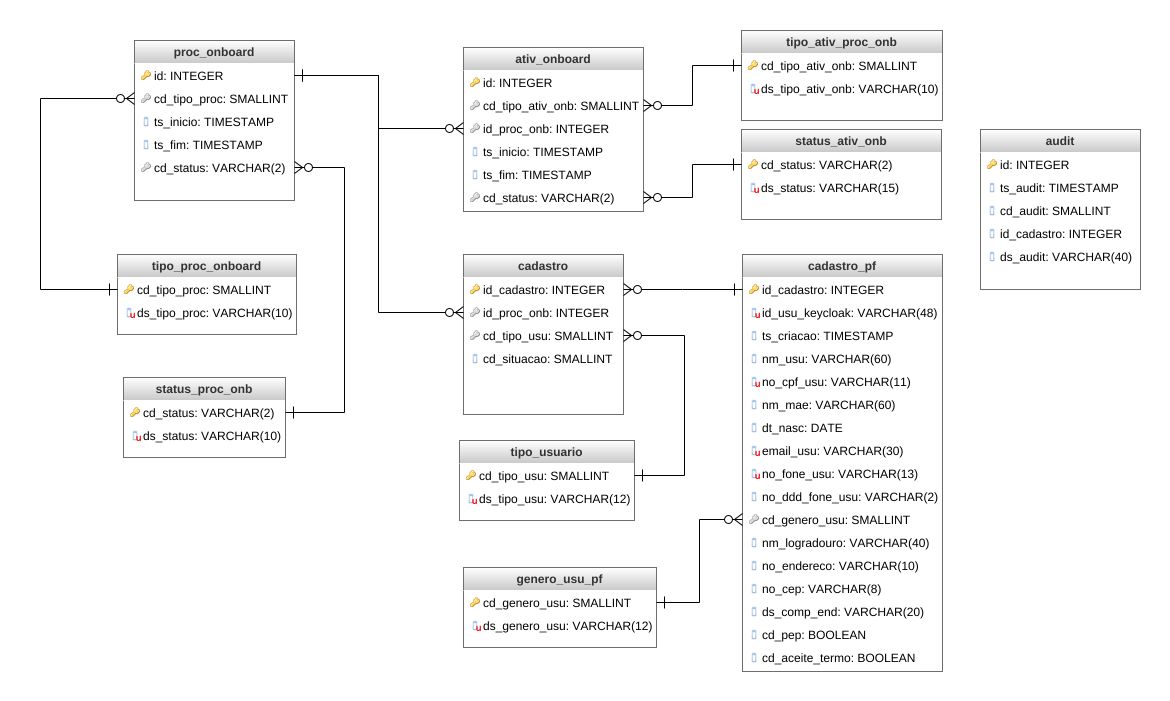 proc_onboard
id: INTEGER
cd_tipo_proc: SMALLINT
ts_inicio: TIMESTAMP
ts_fim: TIMESTAMP
cd_status: VARCHAR(2)
tipo_proc_onboard
cd_tipo_proc: SMALLINT
ds_tipo_proc: VARCHAR(10)
status_proc_onb
cd_status: VARCHAR(2)
ds_status: VARCHAR(10)
ativ_onboard
id: INTEGER
cd_tipo_ativ_onb: SMALLINT
id_proc_onb: INTEGER
ts_inicio: TIMESTAMP
ts_fim: TIMESTAMP
cd_status: VARCHAR(2)
cadastro
id_cadastro: INTEGER
id_proc_onb: INTEGER
cd_tipo_usu: SMALLINT
cd_situacao: SMALLINT
tipo_usuario
cd_tipo_usu: SMALLINT
ds_tipo_usu: VARCHAR(12)
genero_usu_pf
cd_genero_usu: SMALLINT
ds_genero_usu: VARCHAR(12)
tipo_ativ_proc_onb
cd_tipo_ativ_onb: SMALLINT
ds_tipo_ativ_onb: VARCHAR(10)
status_ativ_onb
cd_status: VARCHAR(2)
ds_status: VARCHAR(15)
cadastro_pf
id_cadastro: INTEGER
id_usu_keycloak: VARCHAR(48)
ts_criacao: TIMESTAMP
nm_usu: VARCHAR(60)
no_cpf_usu: VARCHAR(11)
nm_mae: VARCHAR(60)
dt_nasc: DATE
email_usu: VARCHAR(30)
no_fone_usu: VARCHAR(13)
no_ddd_fone_usu: VARCHAR(2)
cd_genero_usu: SMALLINT
nm_logradouro: VARCHAR(40)
no_endereco: VARCHAR(10)
no_cep: VARCHAR(8)
ds_comp_end: VARCHAR(20)
cd_pep: BOOLEAN
cd_aceite_termo: BOOLEAN
audit
id: INTEGER
ts_audit: TIMESTAMP
cd_audit: SMALLINT
id_cadastro: INTEGER
ds_audit: VARCHAR(40)